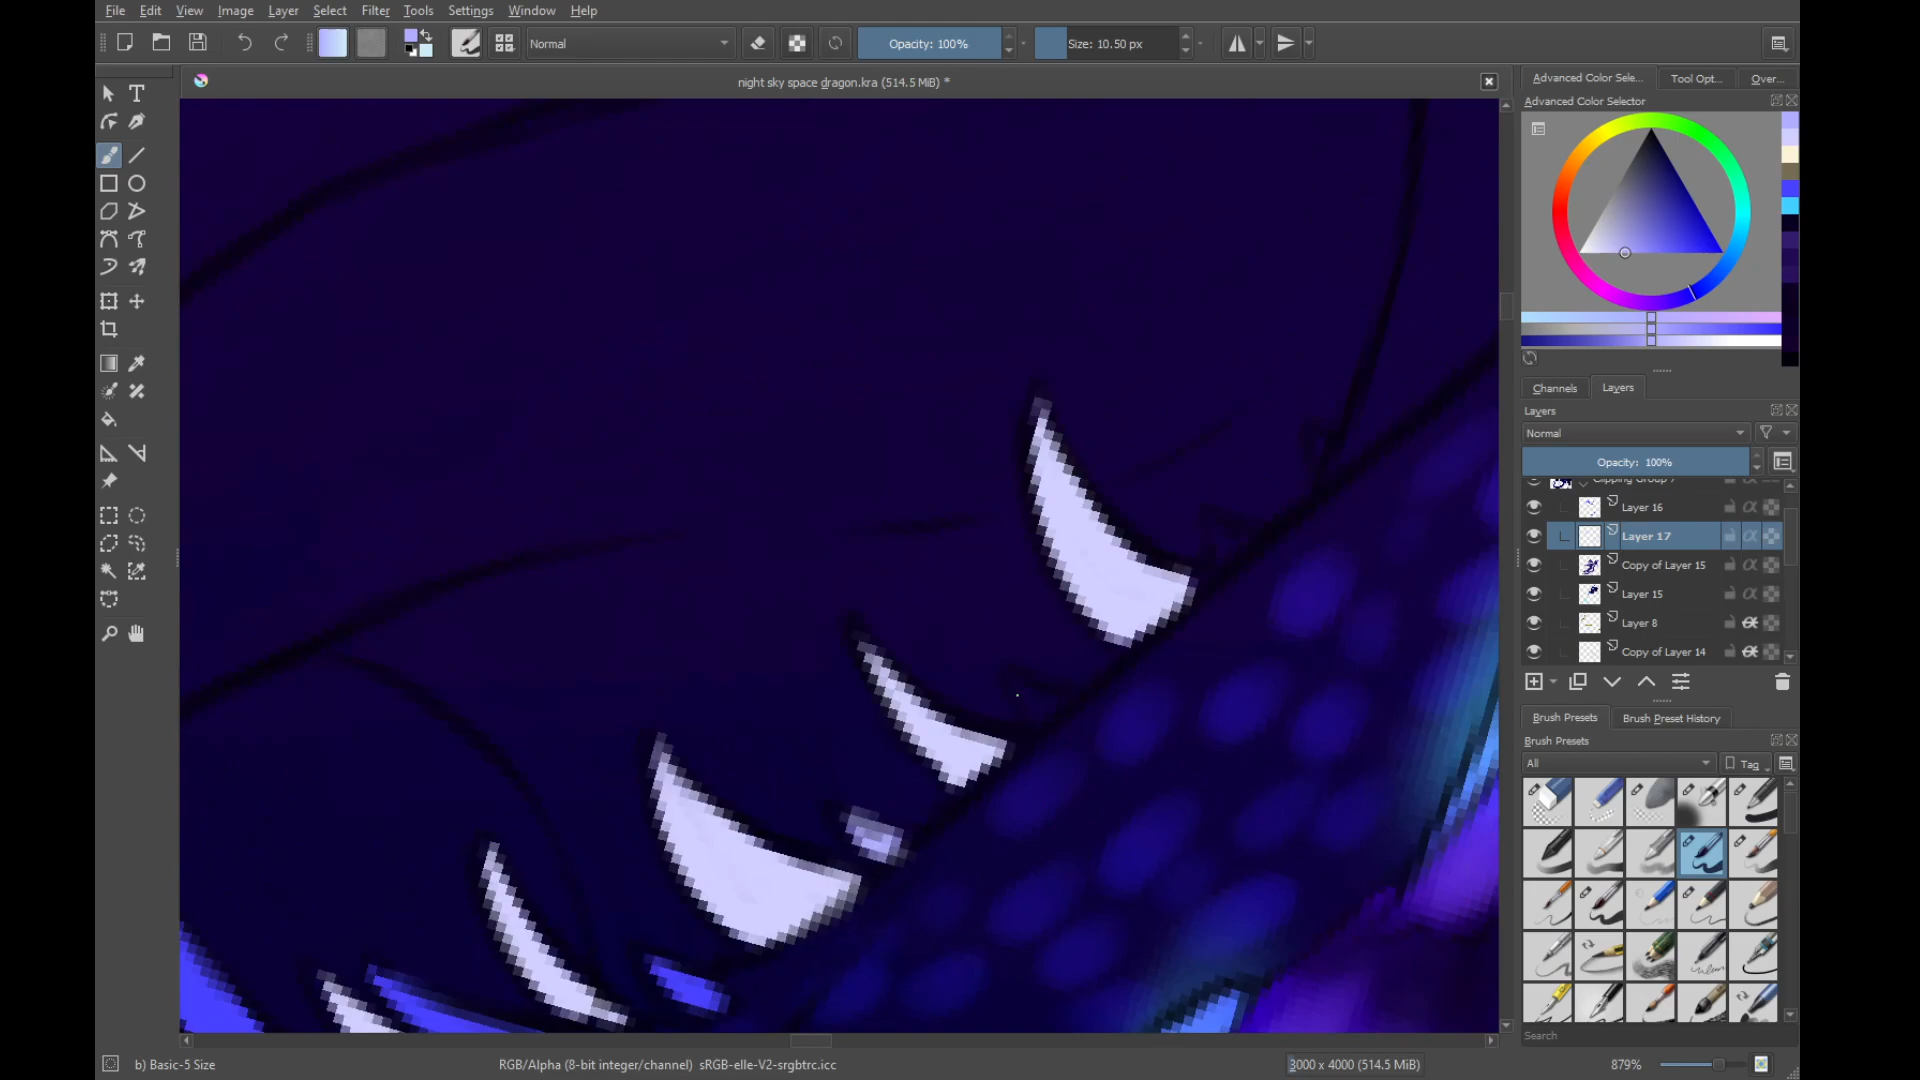 File Edit View Image Layer Select Filter Tools Settings Window Help
Normal Opacity: 100% Size: 10.50 px
night sky space dragon.kra (514.5 MiB) *
Advanced Color Sele... Tool Opt... Over...
Advanced Color Selector
Channels Layers
Layers
Normal
Opacity: 100%
Clipping Group 7
Layer 16
Layer 17
Copy of Layer 15
Layer 15
Layer 8
Copy of Layer 14
Brush Presets Brush Preset History
Brush Presets
All Tag
Search
b) Basic-5 Size RGB/Alpha (8-bit integer/channel) sRGB-elle-V2-srgbtrc.icc 3000 x 4000 (514.5 MiB) 879%